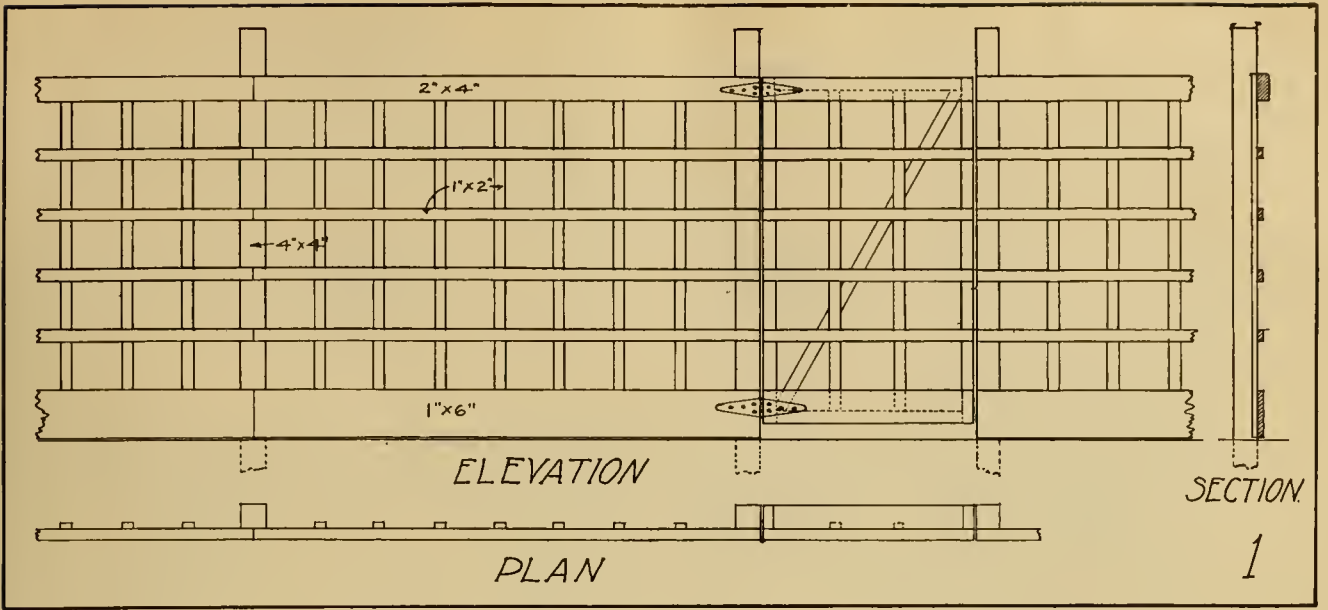 2"x4"
1"x2"
4"x4"
1"x6"
ELEVATION
SECTION.
PLAN
1